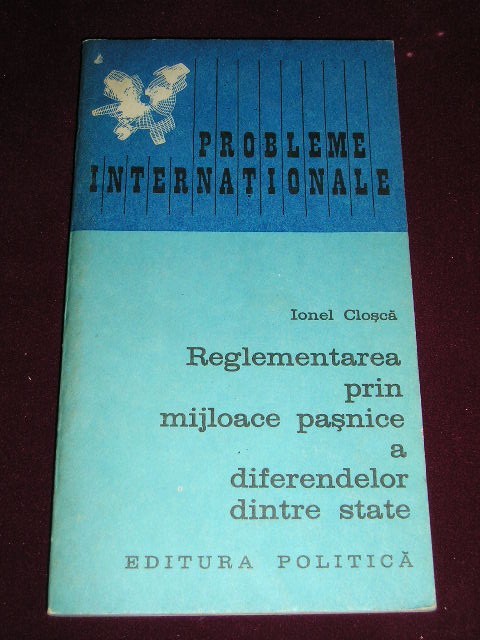 PROBLEME
INTERNAȚIONALE
Ionel Cloșcă
Reglementarea
prin
mijloace pașnice
a
diferendelor
dintre state
EDITURA POLITICĂ